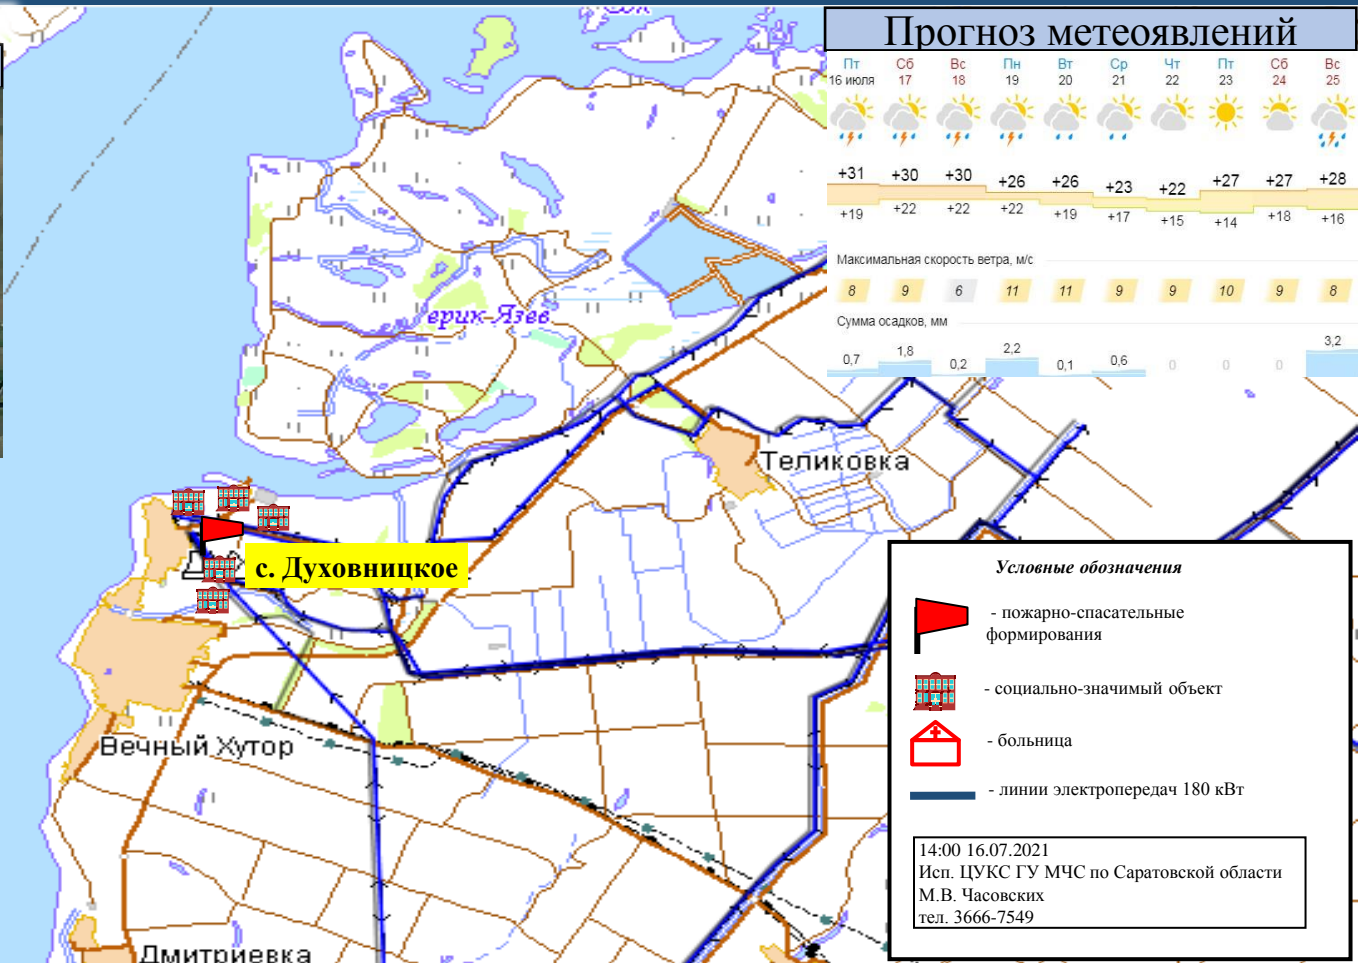 Прогноз метеоявлений
Пт Сб Вс Пн Вт Ср Чт Пт Сб Вс
16 июля 17 18 19 20 21 22 23 24 25
+31 +30 +30 +26 +26 +23 +22 +27 +27 +28
+19 +22 +22 +22 +19 +17 +15 +14 +18 +16
Максимальная скорость ветра, м/с
8 9 6 11 11 9 9 10 9 8
Сумма осадков, мм
0,7 1,8 0,2 2,2 0,1 0,6 0 0 0 3,2
ерик Язев
Теликовка
с. Духовницкое
Вечный Хутор
Дмитриевка
Условные обозначения
- пожарно-спасательные
формирования
- социально-значимый объект
- больница
- линии электропередач 180 кВт
14:00 16.07.2021
Исп. ЦУКС ГУ МЧС по Саратовской области
М.В. Часовских
тел. 3666-7549